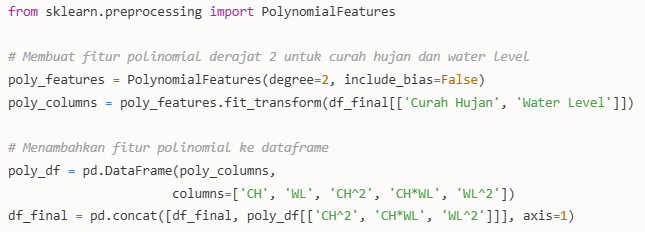 from sklearn.preprocessing import PolynomialFeatures
# Membuat fitur polinomial derajat 2 untuk curah hujan dan water level
poly_features = PolynomialFeatures(degree=2, include_bias=False)
poly_columns = poly_features.fit_transform(df_final[['Curah Hujan', 'Water Level']])
# Menambahkan fitur polinomial ke dataframe
poly_df = pd.DataFrame(poly_columns,
columns=['CH', 'WL', 'CH^2', 'CH*WL', 'WL^2'])
df_final = pd.concat([df_final, poly_df[['CH^2', 'CH*WL', 'WL^2']]], axis=1)